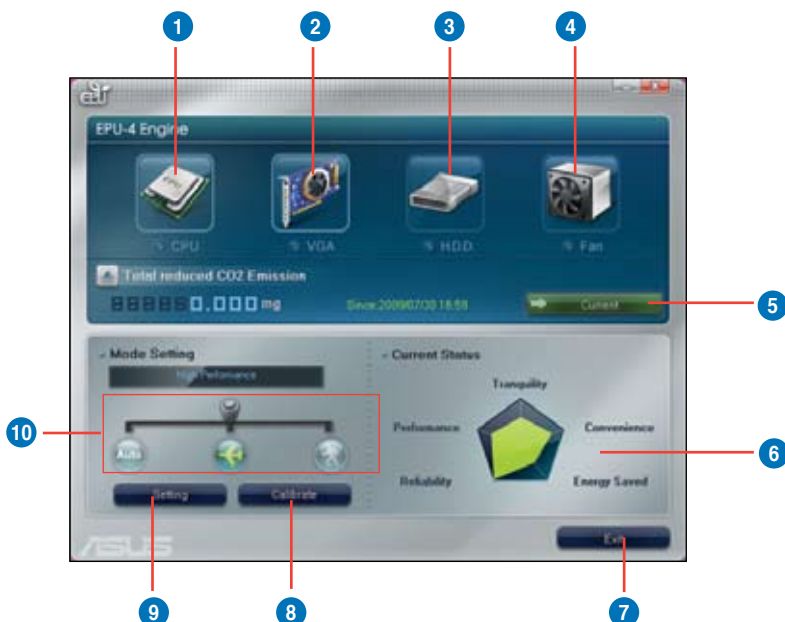 1 2 3 4
EPU
EPU-4 Engine
EPU
CPU VGA H.D.D Fan
Total reduced CO2 Emission
0.000 mg Since:2009/07/30 Current 5
Mode Setting Current Status
High Performance
Tranquility
Performance Convenience
10
Auto
6
Reliability Energy Saved
Setting Calibrate
ASUS Exit
9 8 7